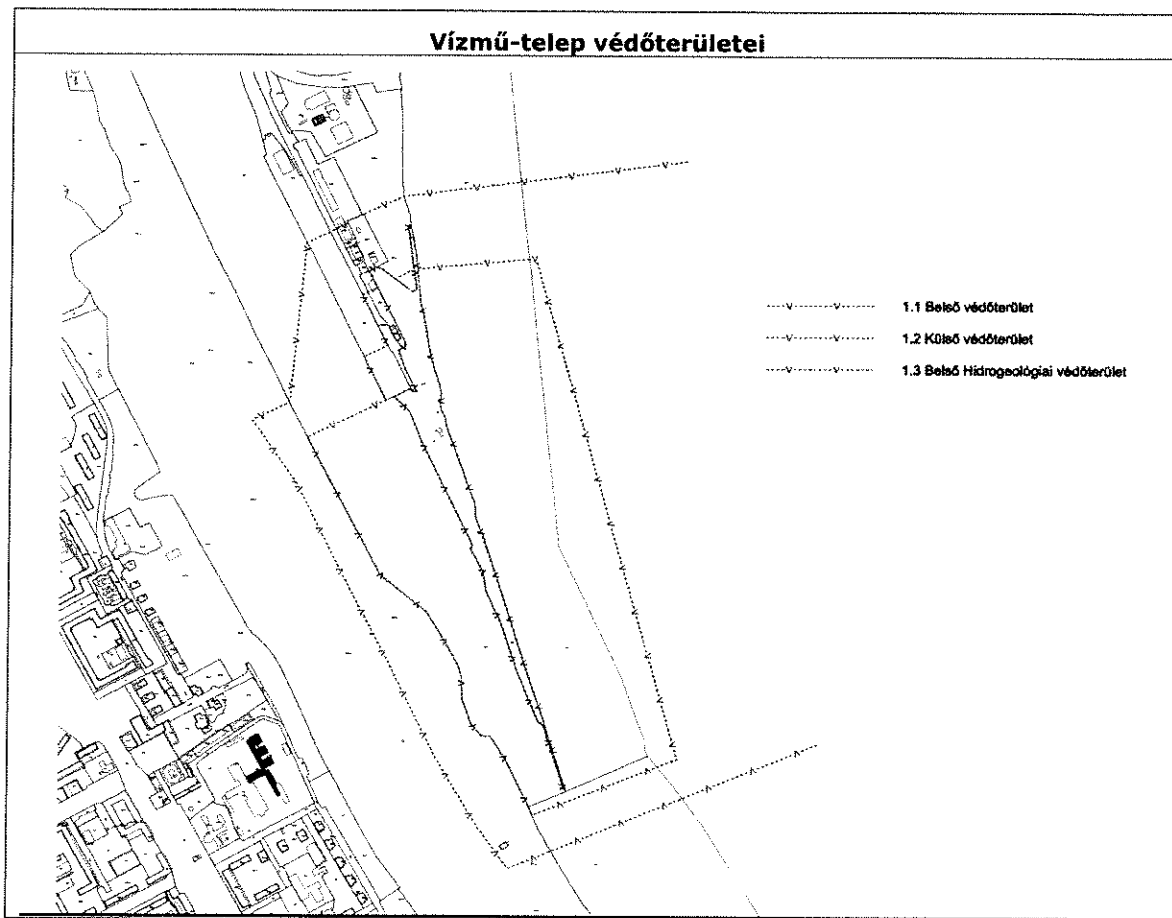 Vízmű-telep védőterületei
1.1 Belső védőterület
1.2 Külső védőterület
1.3 Belső Hidrogeológiai védőterület